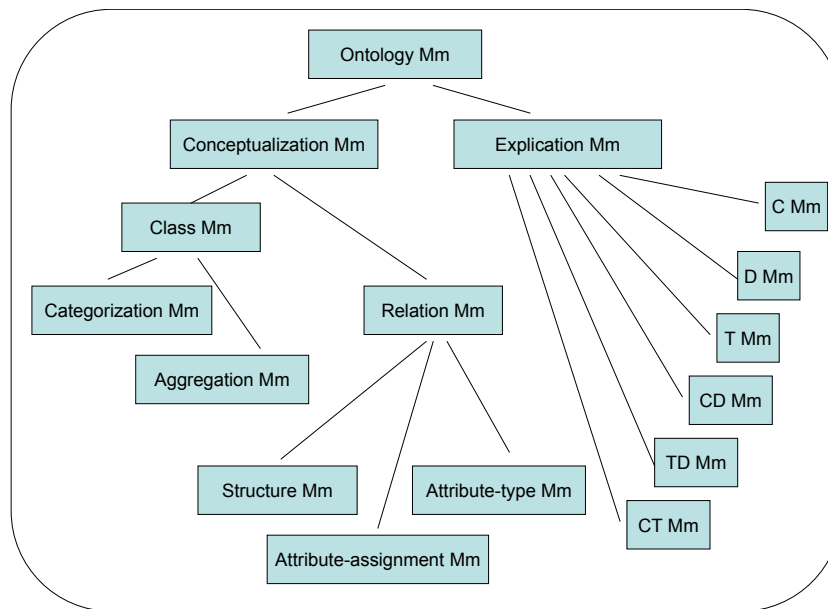 Ontology Mm
Conceptualization Mm
Explication Mm
C Mm
Class Mm
D Mm
Categorization Mm
Relation Mm
T Mm
Aggregation Mm
CD Mm
TD Mm
Structure Mm
Attribute-type Mm
CT Mm
Attribute-assignment Mm